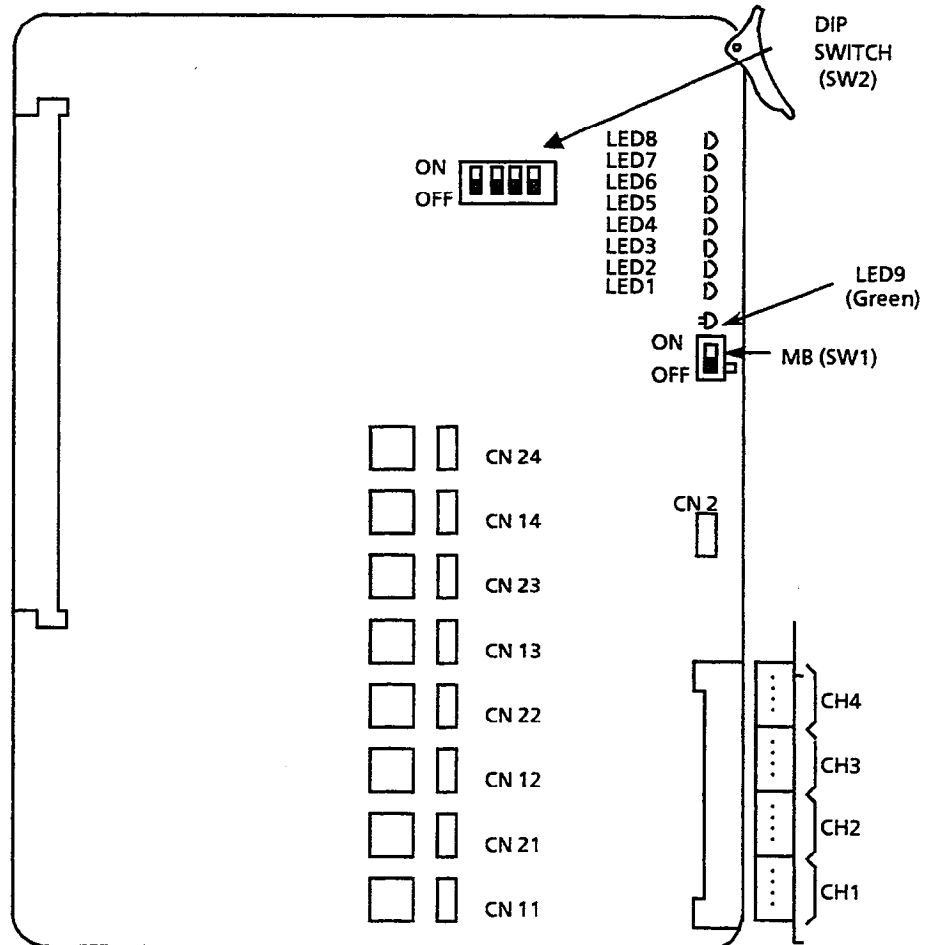 DIP
SWITCH
(SW2)
LED8
LED7
LED6
LED5
LED4
LED3
LED2
LED1
ON
OFF
LED9
(Green)
ON
OFF
MB (SW1)
CN 24
CN 14
CN 2
CN 23
CN 13
CN 22
CN 12
CN 21
CN 11
CH4
CH3
CH2
CH1